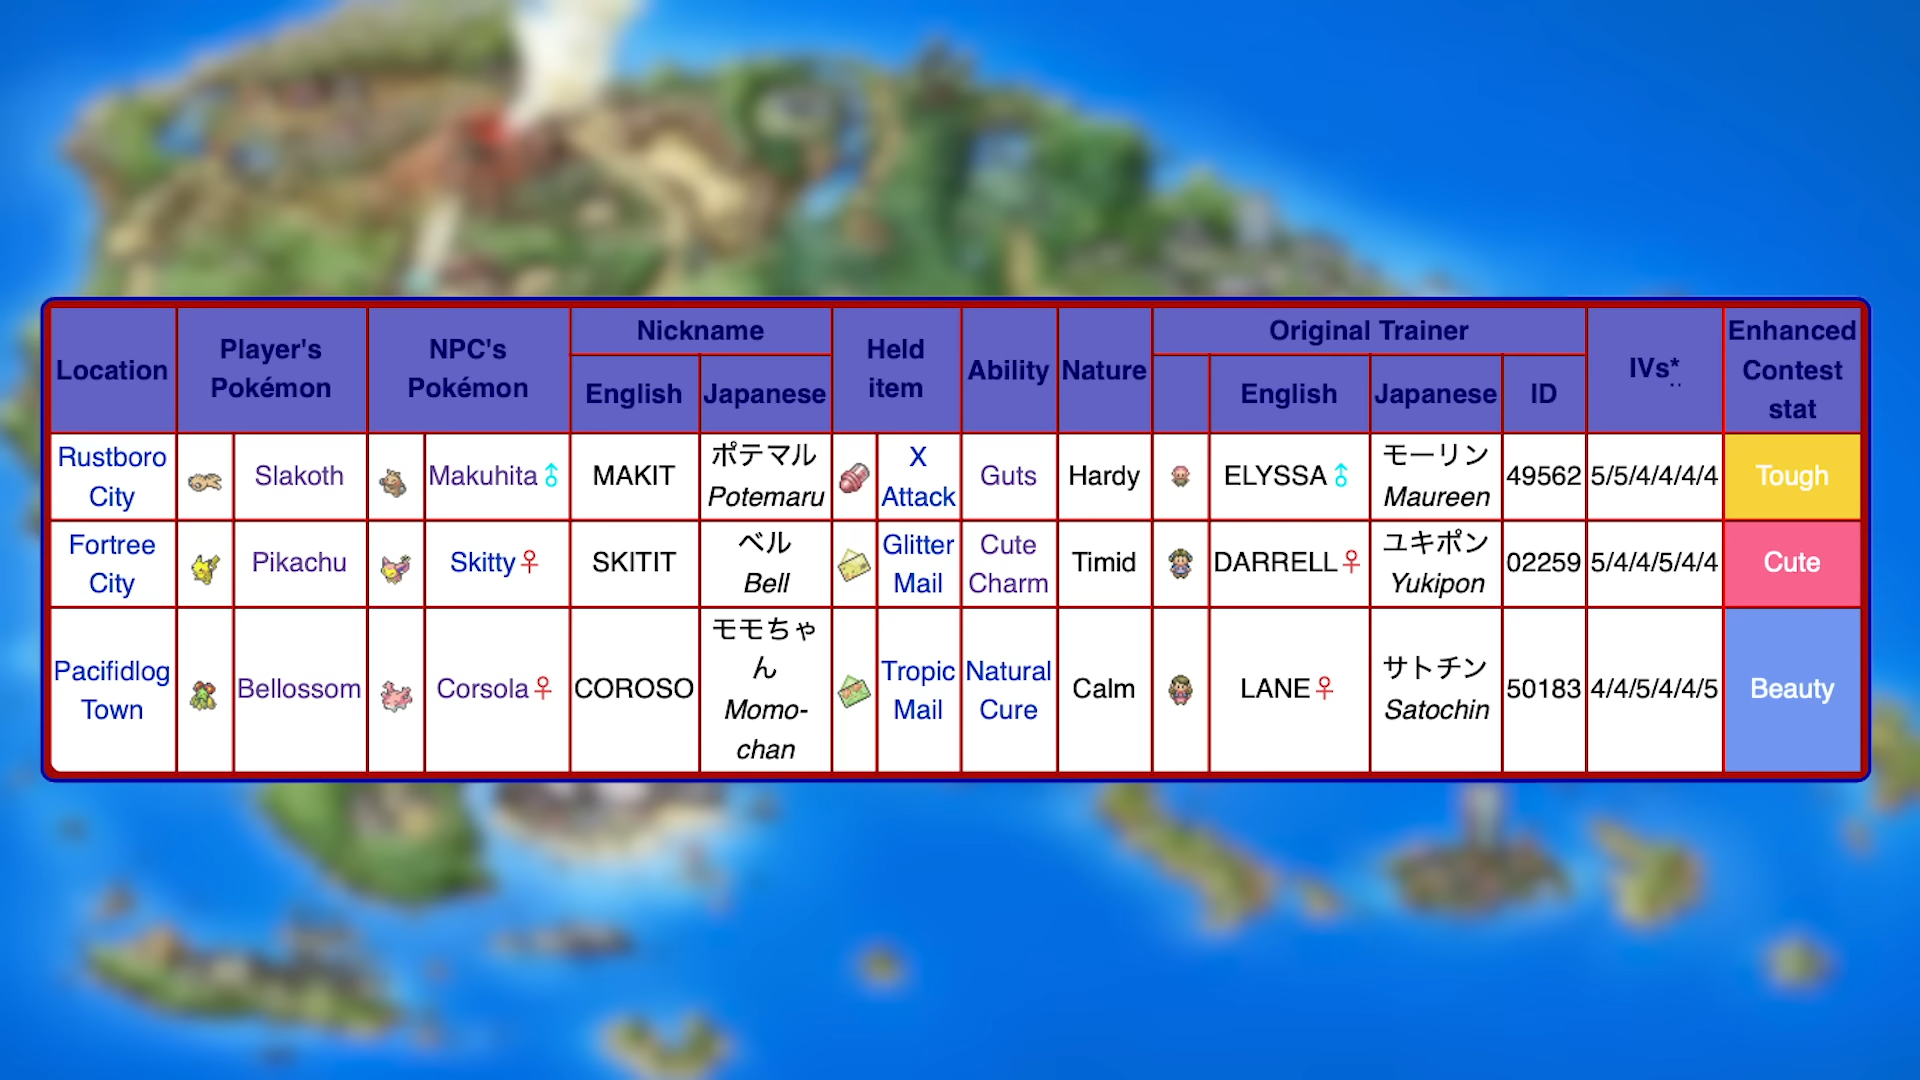 Location
Player's
Pokémon
NPC's
Pokémon
Nickname
English
Japanese
Held
item
Ability
Nature
Original Trainer
English
Japanese
ID
IVs*
Enhanced
Contest
stat
Rustboro
City
Slakoth
Makuhita♂
MAKIT
ポテマル
Potemaru
X
Attack
Guts
Hardy
ELYSSA♂
モーリン
Maureen
49562
5/5/4/4/4/4
Tough
Fortree
City
Pikachu
Skitty♀
SKITIT
ベル
Bell
Glitter
Mail
Cute
Charm
Timid
DARRELL♀
ユキポン
Yukipon
02259
5/4/4/5/4/4
Cute
Pacifidlog
Town
Bellossom
Corsola♀
COROSO
モモちゃ
ん
Momo-
chan
Tropic
Mail
Natural
Cure
Calm
LANE♀
サトチン
Satochin
50183
4/4/5/4/4/5
Beauty